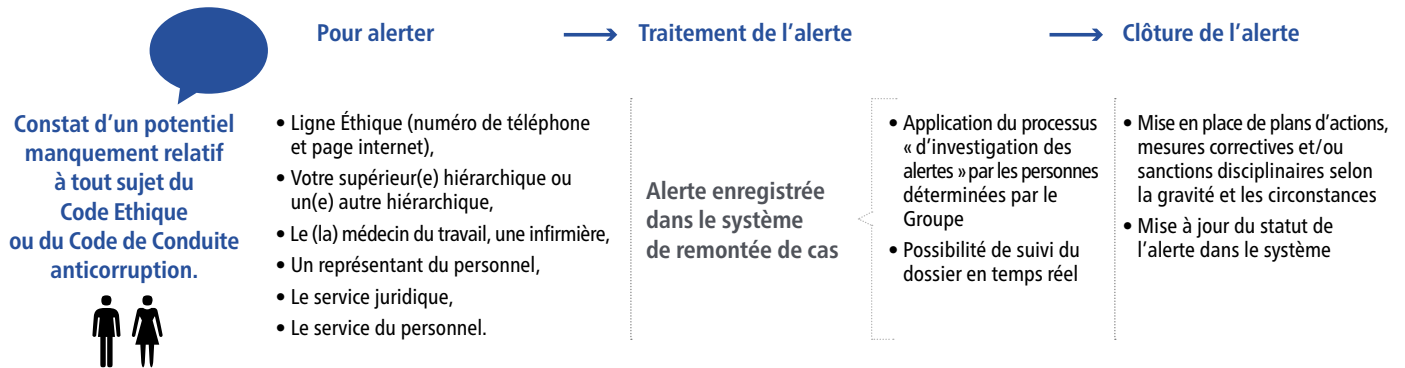 Pour alerter
Traitement de l’alerte
Clôture de l’alerte
Constat d’un potentiel
manquement relatif
à tout sujet du
Code Ethique
ou du Code de Conduite
anticorruption.
• Ligne Éthique (numéro de téléphone
et page internet),
• Votre supérieur(e) hiérarchique ou
un(e) autre hiérarchique,
• Le (la) médecin du travail, une infirmière,
• Un représentant du personnel,
• Le service juridique,
• Le service du personnel.
Alerte enregistrée
dans le système
de remontée de cas
• Application du processus
« d’investigation des
alertes » par les personnes
déterminées par le
Groupe
• Possibilité de suivi du
dossier en temps réel
• Mise en place de plans d’actions,
mesures correctives et/ou
sanctions disciplinaires selon
la gravité et les circonstances
• Mise à jour du statut de
l’alerte dans le système